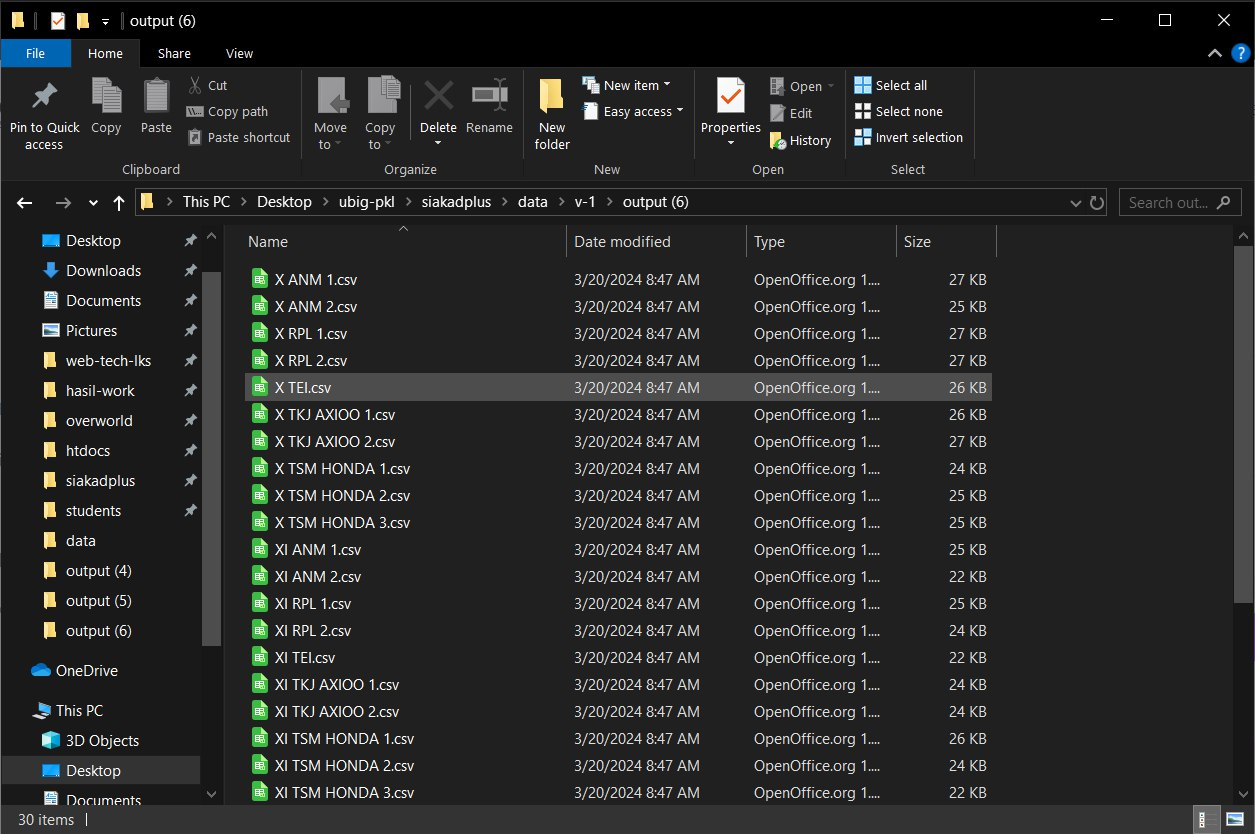 output (6)
File Home Share View
Pin to Quick access
Copy
Paste
Cut
Copy path
Paste shortcut
Clipboard
Move to
Copy to
Delete
Rename
Organize
New folder
New item
Easy access
New
Properties
Open
Edit
History
Open
Select all
Select none
Invert selection
Select
This PC > Desktop > ubig-pkl > siakadplus > data > v-1 > output (6)
Search out...
Desktop
Downloads
Documents
Pictures
web-tech-lks
hasil-work
overworld
htdocs
siakadplus
students
data
output (4)
output (5)
output (6)
OneDrive
This PC
3D Objects
Desktop
Documents
Name Date modified Type Size
X ANM 1.csv 3/20/2024 8:47 AM OpenOffice.org 1.... 27 KB
X ANM 2.csv 3/20/2024 8:47 AM OpenOffice.org 1.... 25 KB
X RPL 1.csv 3/20/2024 8:47 AM OpenOffice.org 1.... 27 KB
X RPL 2.csv 3/20/2024 8:47 AM OpenOffice.org 1.... 27 KB
X TEI.csv 3/20/2024 8:47 AM OpenOffice.org 1.... 26 KB
X TKJ AXIOO 1.csv 3/20/2024 8:47 AM OpenOffice.org 1.... 26 KB
X TKJ AXIOO 2.csv 3/20/2024 8:47 AM OpenOffice.org 1.... 27 KB
X TSM HONDA 1.csv 3/20/2024 8:47 AM OpenOffice.org 1.... 24 KB
X TSM HONDA 2.csv 3/20/2024 8:47 AM OpenOffice.org 1.... 25 KB
X TSM HONDA 3.csv 3/20/2024 8:47 AM OpenOffice.org 1.... 25 KB
XI ANM 1.csv 3/20/2024 8:47 AM OpenOffice.org 1.... 25 KB
XI ANM 2.csv 3/20/2024 8:47 AM OpenOffice.org 1.... 22 KB
XI RPL 1.csv 3/20/2024 8:47 AM OpenOffice.org 1.... 25 KB
XI RPL 2.csv 3/20/2024 8:47 AM OpenOffice.org 1.... 24 KB
XI TEI.csv 3/20/2024 8:47 AM OpenOffice.org 1.... 22 KB
XI TKJ AXIOO 1.csv 3/20/2024 8:47 AM OpenOffice.org 1.... 24 KB
XI TKJ AXIOO 2.csv 3/20/2024 8:47 AM OpenOffice.org 1.... 24 KB
XI TSM HONDA 1.csv 3/20/2024 8:47 AM OpenOffice.org 1.... 26 KB
XI TSM HONDA 2.csv 3/20/2024 8:47 AM OpenOffice.org 1.... 24 KB
XI TSM HONDA 3.csv 3/20/2024 8:47 AM OpenOffice.org 1.... 22 KB
30 items